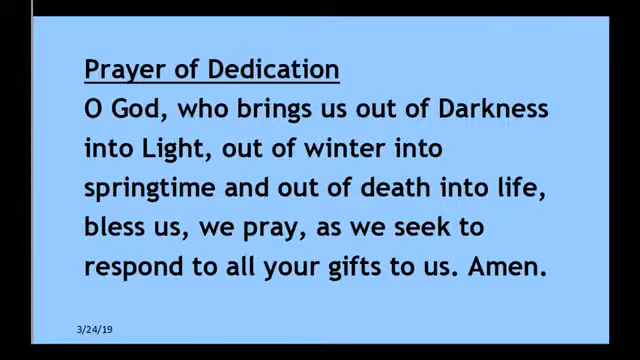 Prayer of Dedication
O God, who brings us out of Darkness
into Light, out of winter into
springtime and out of death into life,
bless us, we pray, as we seek to
respond to all your gifts to us. Amen.
3/24/19